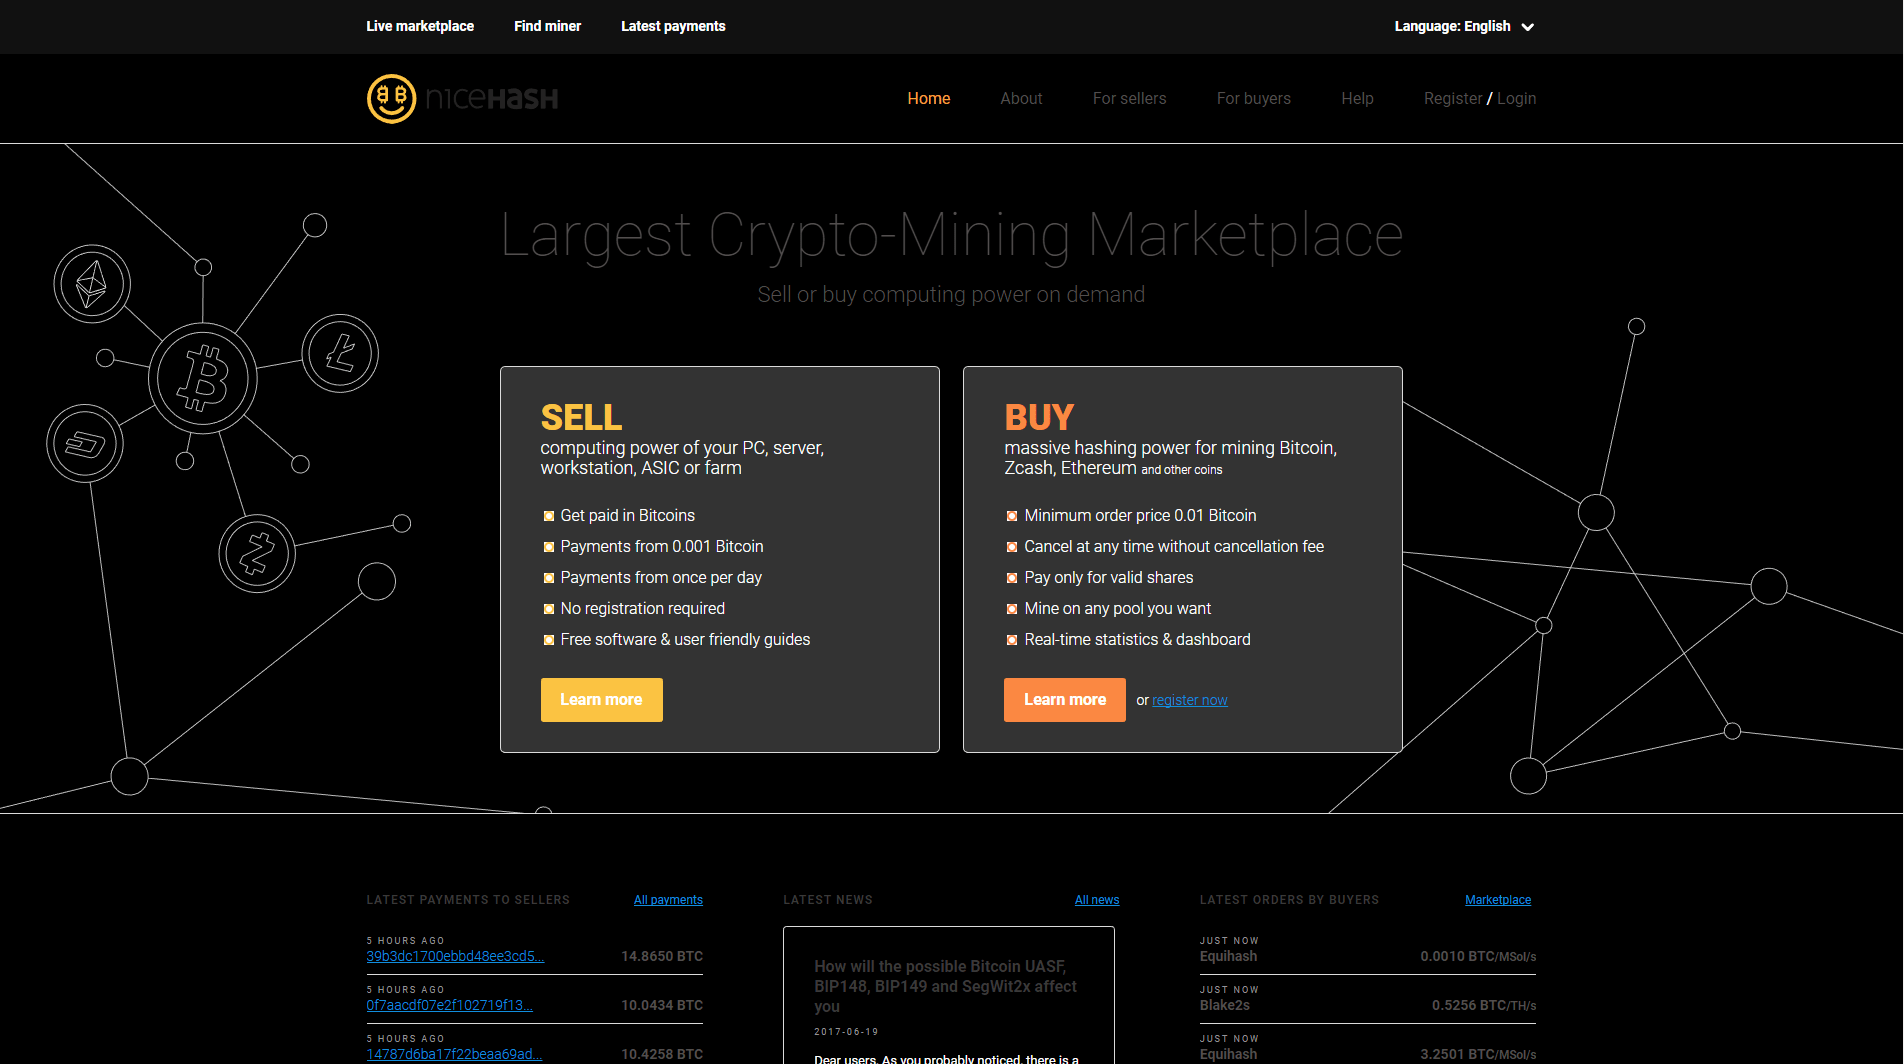 Live marketplace Find miner Latest payments Language: English
niceHASH Home About For sellers For buyers Help Register / Login
Largest Crypto-Mining Marketplace
Sell or buy computing power on demand
SELL
computing power of your PC, server,
workstation, ASIC or farm
Get paid in Bitcoins
Payments from 0.001 Bitcoin
Payments from once per day
No registration required
Free software & user friendly guides
Learn more
BUY
massive hashing power for mining Bitcoin,
Zcash, Ethereum and other coins
Minimum order price 0.01 Bitcoin
Cancel at any time without cancellation fee
Pay only for valid shares
Mine on any pool you want
Real-time statistics & dashboard
Learn more or register now
LATEST PAYMENTS TO SELLERS All payments
5 HOURS AGO
39b3dc1700ebbd48ee3cd5... 14.8650 BTC
5 HOURS AGO
0f7aacdf07e2f102719f13... 10.0434 BTC
5 HOURS AGO
14787d6ba17f22beaa69ad... 10.4258 BTC
LATEST NEWS All news
How will the possible Bitcoin UASF,
BIP148, BIP149 and SegWit2x affect
you
2017-06-19
Dear users. As you probably noticed, there is a
LATEST ORDERS BY BUYERS Marketplace
JUST NOW
Equihash 0.0010 BTC/MSol/s
JUST NOW
Blake2s 0.5256 BTC/TH/s
JUST NOW
Equihash 3.2501 BTC/MSol/s